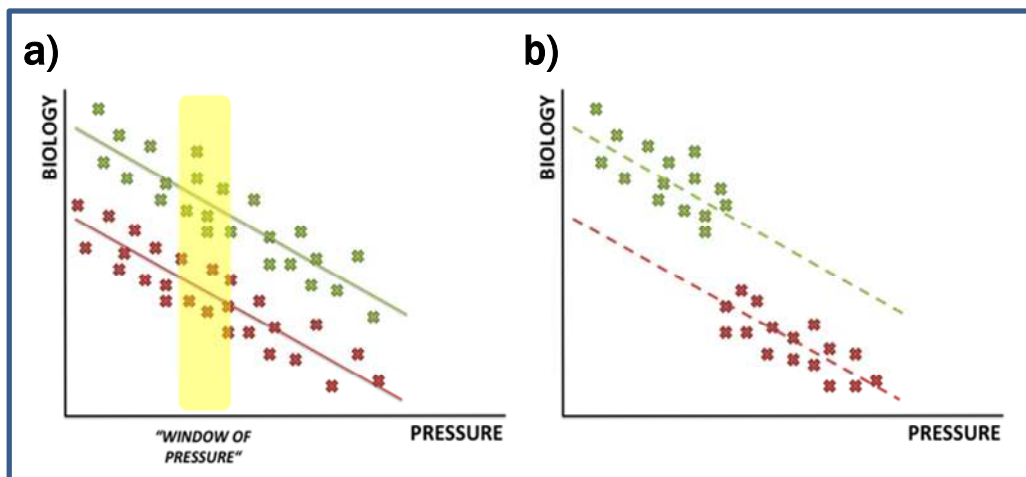 a)
BIOLOGY
PRESSURE
"WINDOW OF
PRESSURE"
b)
BIOLOGY
PRESSURE